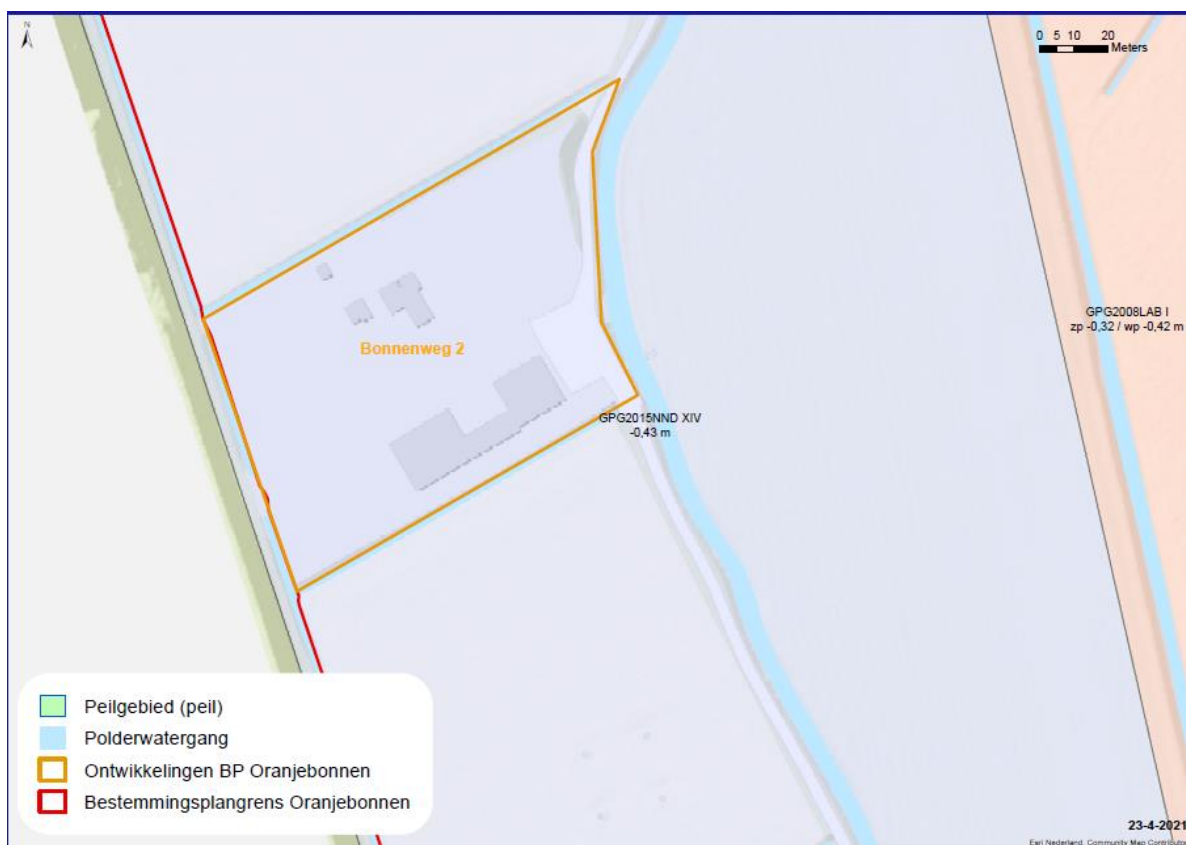 N
0 5 10 20
Meters
GPG2008LAB I
zp -0,32 / wp -0,42 m
Bonnenweg 2
GPG2015NND XIV
-0,43 m
Peilgebied (peil)
Polderwatergang
Ontwikkelingen BP Oranjebonnen
Bestemmingsplangrens Oranjebonnen
23-4-2021
Esri Nederland, Community Map Contributo